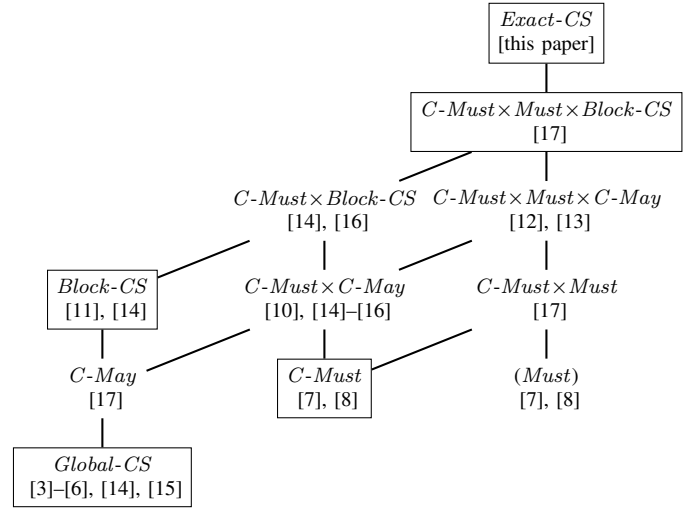 Exact-CS
[this paper]
C-Must×Must×Block-CS
[17]
C-Must×Block-CS
[14], [16]
C-Must×Must×C-May
[12], [13]
Block-CS
[11], [14]
C-Must×C-May
[10], [14]–[16]
C-Must×Must
[17]
C-May
[17]
C-Must
[7], [8]
(Must)
[7], [8]
Global-CS
[3]–[6], [14], [15]